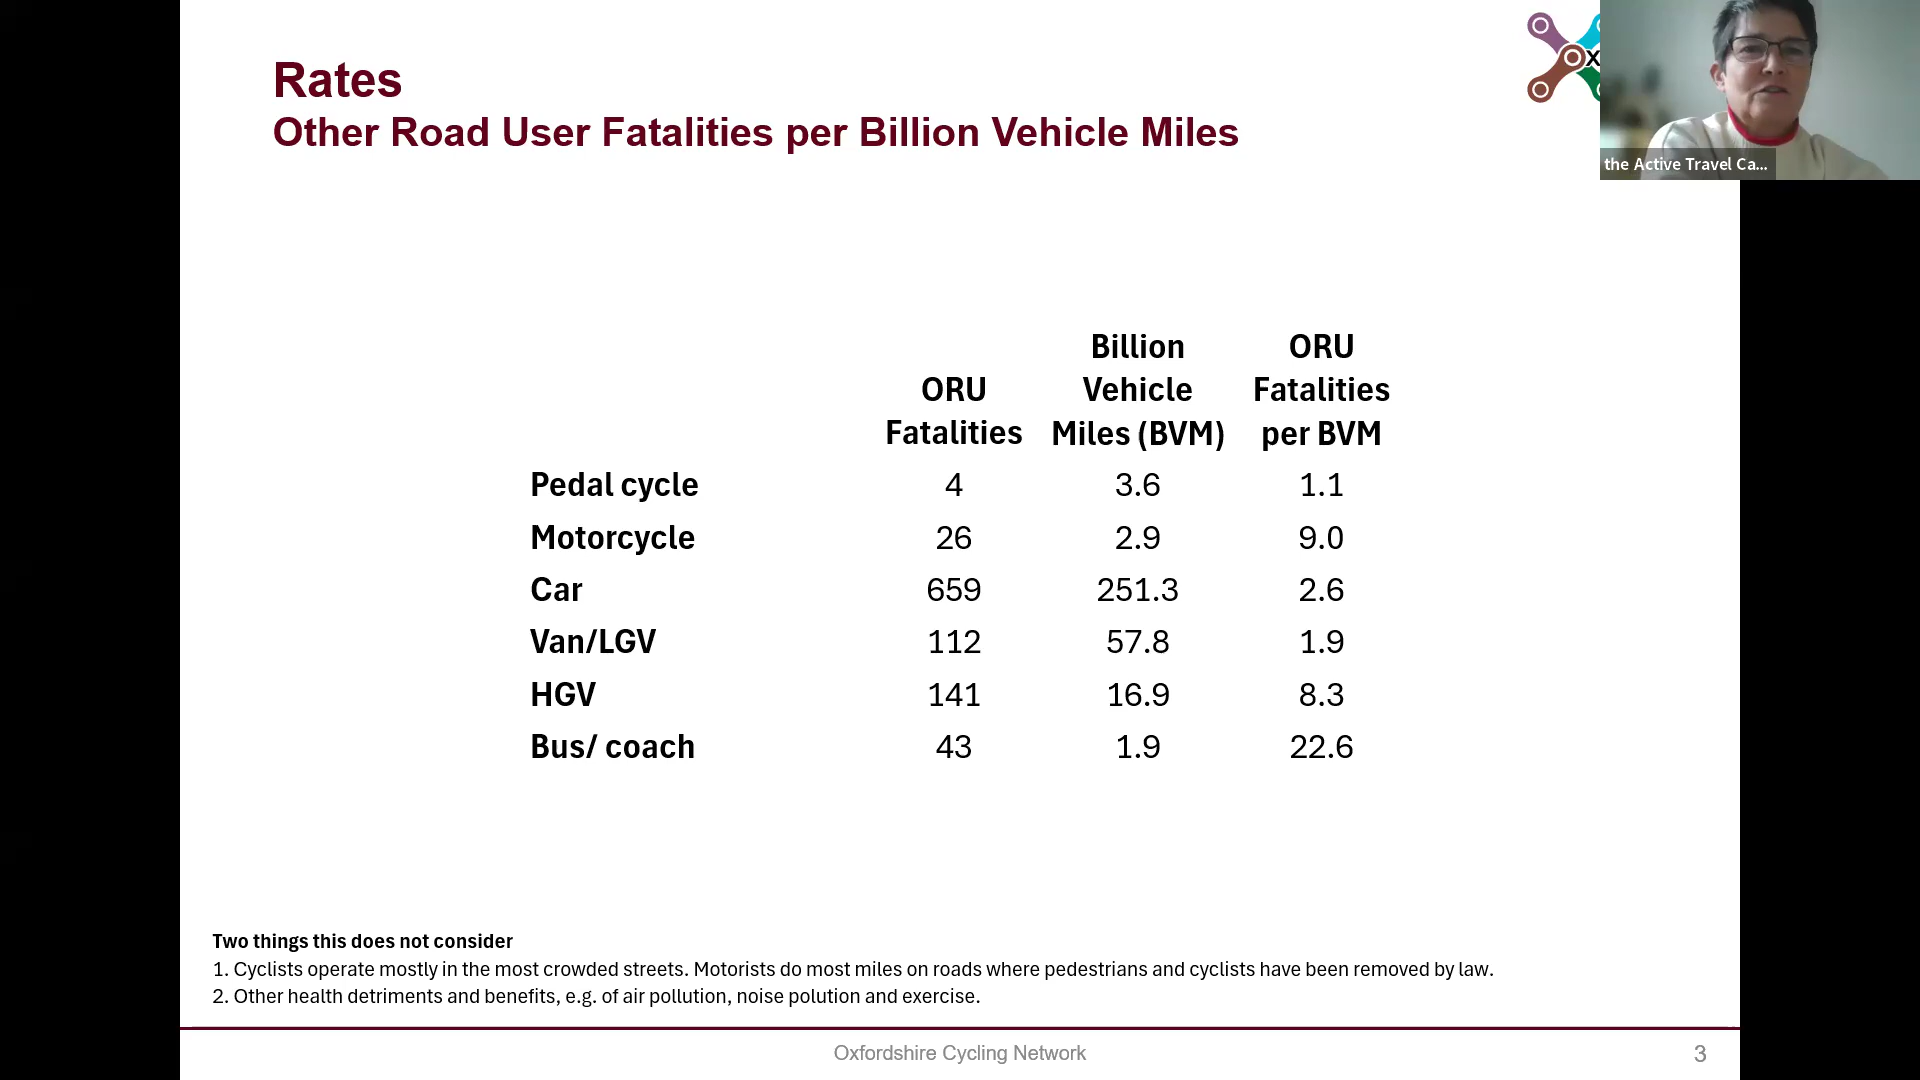 Rates
Other Road User Fatalities per Billion Vehicle Miles
x
the Active Travel Ca...
ORU Fatalities
Billion Vehicle Miles (BVM)
ORU Fatalities per BVM
Pedal cycle 4 3.6 1.1
Motorcycle 26 2.9 9.0
Car 659 251.3 2.6
Van/LGV 112 57.8 1.9
HGV 141 16.9 8.3
Bus/ coach 43 1.9 22.6
Two things this does not consider
1. Cyclists operate mostly in the most crowded streets. Motorists do most miles on roads where pedestrians and cyclists have been removed by law.
2. Other health detriments and benefits, e.g. of air pollution, noise polution and exercise.
Oxfordshire Cycling Network
3